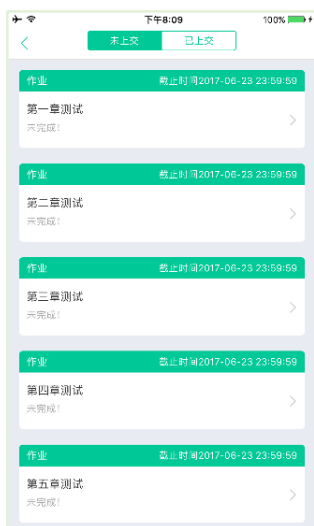 下午8:09 100%
未上交 已上交
作业 截止时间2017-06-23 23:59:59
第一章测试
未完成!
作业 截止时间2017-06-23 23:59:59
第二章测试
未完成!
作业 截止时间2017-06-23 23:59:59
第三章测试
未完成!
作业 截止时间2017-06-23 23:59:59
第四章测试
未完成!
作业 截止时间2017-06-23 23:59:59
第五章测试
未完成!